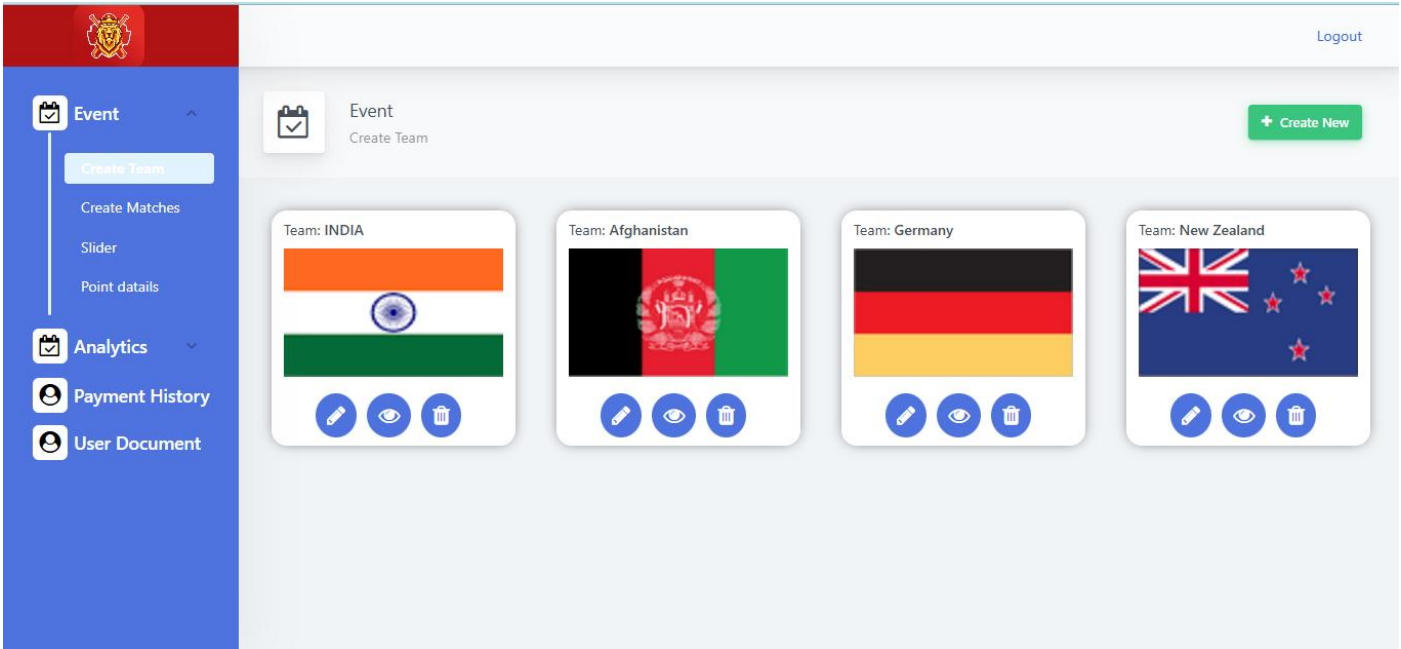 Logout
Event
Create Team
Create Matches
Slider
Point datails
Analytics
Payment History
User Document
Event
Create Team
+ Create New
Team: INDIA
Team: Afghanistan
Team: Germany
Team: New Zealand